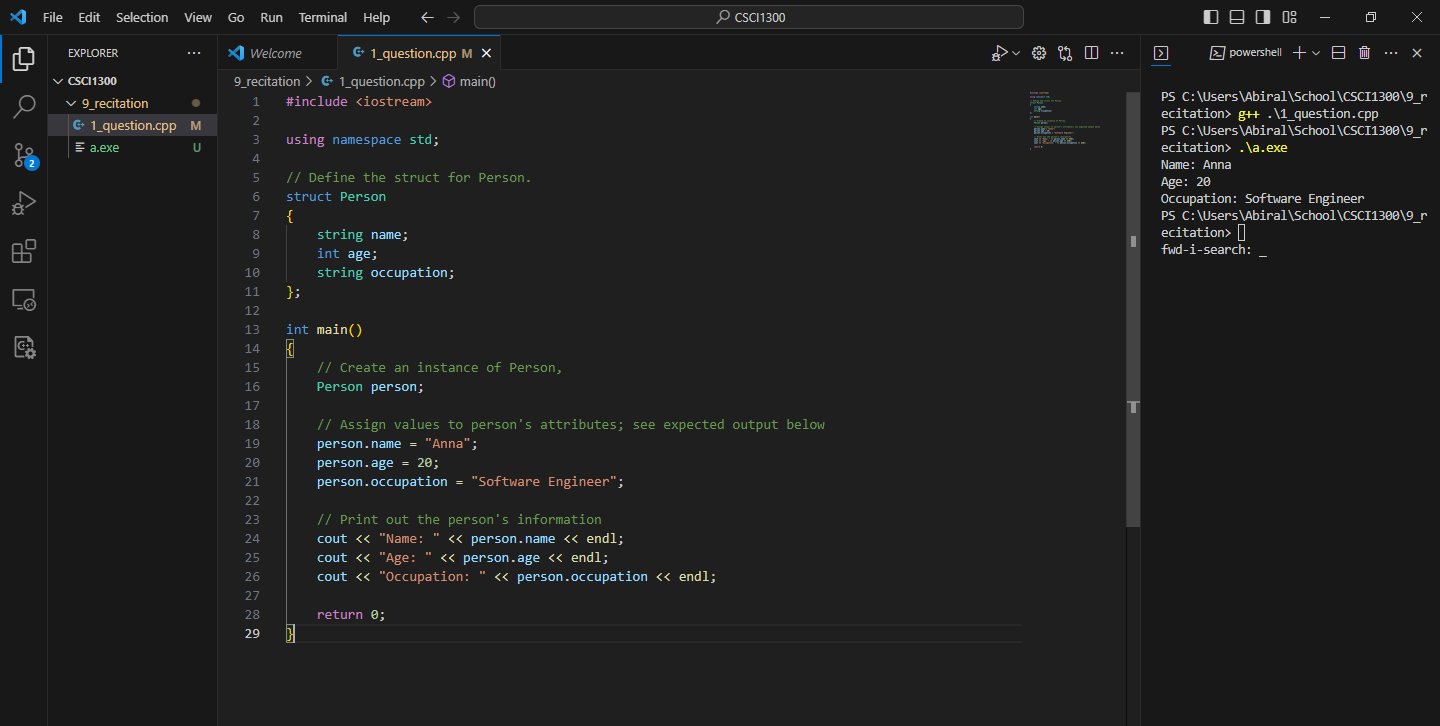 File Edit Selection View Go Run Terminal Help
CSCI1300
EXPLORER
CSCI1300
9_recitation
1_question.cpp M
a.exe U
2
Welcome
1_question.cpp M
9_recitation > 1_question.cpp > main()
1 #include <iostream>
2
3 using namespace std;
4
5 // Define the struct for Person.
6 struct Person
7 {
8 string name;
9 int age;
10 string occupation;
11 };
12
13 int main()
14 {
15 // Create an instance of Person,
16 Person person;
17
18 // Assign values to person's attributes; see expected output below
19 person.name = "Anna";
20 person.age = 20;
21 person.occupation = "Software Engineer";
22
23 // Print out the person's information
24 cout << "Name: " << person.name << endl;
25 cout << "Age: " << person.age << endl;
26 cout << "Occupation: " << person.occupation << endl;
27
28 return 0;
29 }
powershell
PS C:\Users\Abiral\School\CSCI1300\9_r
ecitation> g++ .\1_question.cpp
PS C:\Users\Abiral\School\CSCI1300\9_r
ecitation> .\a.exe
Name: Anna
Age: 20
Occupation: Software Engineer
PS C:\Users\Abiral\School\CSCI1300\9_r
ecitation>
fwd-i-search: _